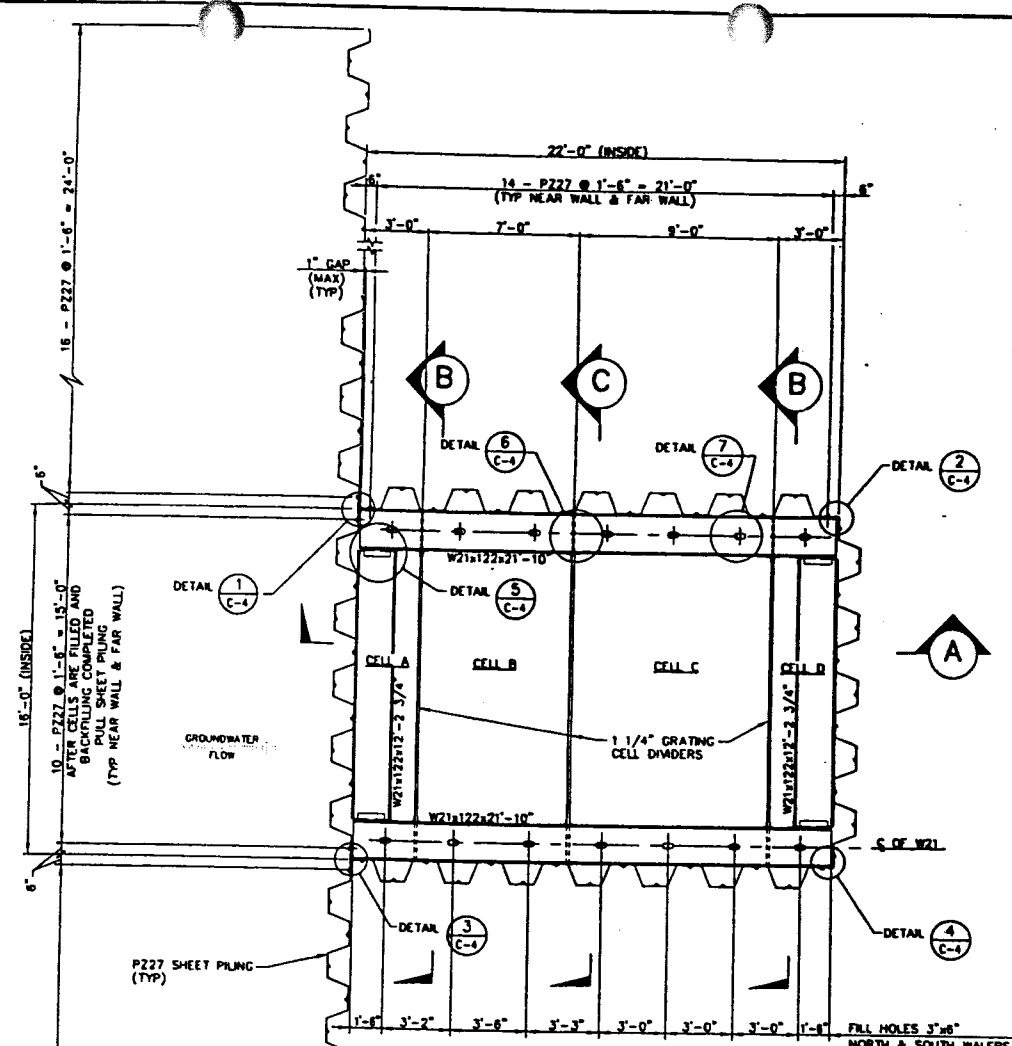 22'-0" (INSIDE)
6"
14 - PZ27 @ 1'-6" = 21'-0"
(TYP NEAR WALL & FAR WALL)
6"
3'-0"
7'-0"
9'-0"
3'-0"
16 - PZ27 @ 1'-6" = 24'-0"
1" GAP
(MAX)
(TYP)
B
C
B
DETAIL 6
C-4
DETAIL 7
C-4
DETAIL 2
C-4
6"
W21x122x21'-10"
DETAIL 1
C-4
DETAIL 5
C-4
16'-0" (INSIDE)
10 - PZ27 @ 1'-6" = 15'-0"
AFTER CELLS ARE FILLED AND
BACKFILLING COMPLETED
PULL SHEET PILING
(TYP NEAR WALL & FAR WALL)
CELL A
CELL B
CELL C
CELL D
A
W21x122x12'-2 3/4"
W21x122x12'-2 3/4"
GROUNDWATER
FLOW
1 1/4" GRATING
CELL DIVIDERS
W21x122x21'-10"
℄ OF W21
6"
DETAIL 3
C-4
DETAIL 4
C-4
PZ27 SHEET PILING
(TYP)
1'-6"
3'-2"
3'-6"
3'-3"
3'-0"
3'-0"
3'-0"
1'-6"
FILL HOLES 3"x6"
NORTH & SOUTH WALERS